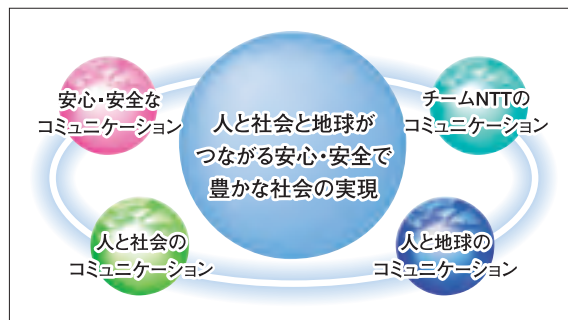 安心・安全な
コミュニケーション
チームNTTの
コミュニケーション
人と社会と地球が
つながる安心・安全で
豊かな社会の実現
人と社会の
コミュニケーション
人と地球の
コミュニケーション